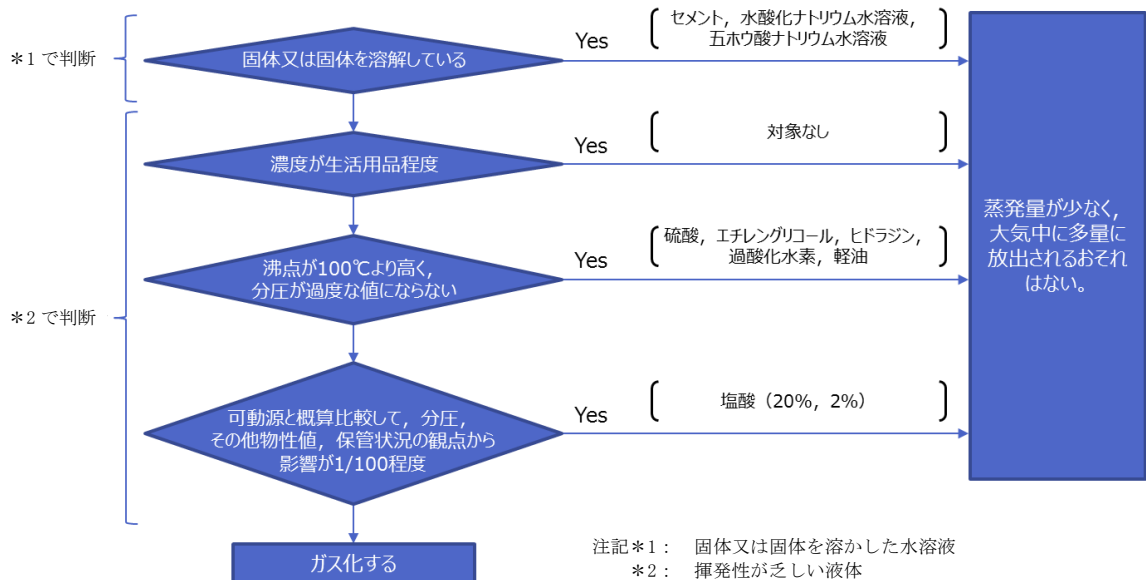 *1で判断
固体又は固体を溶解している
Yes
セメント,水酸化ナトリウム水溶液,
五ホウ酸ナトリウム水溶液
*2で判断
濃度が生活用品程度
Yes
対象なし
沸点が100℃より高く,
分圧が過度な値にならない
Yes
硫酸,エチレングリコール,ヒドラジン,
過酸化水素,軽油
可動源と概算比較して,分圧,
その他物性値,保管状況の観点から
影響が1/100程度
Yes
塩酸(20%,2%)
ガス化する
蒸発量が少なく,
大気中に多量に
放出されるおそれ
はない。
注記*1: 固体又は固体を溶かした水溶液
*2: 揮発性が乏しい液体